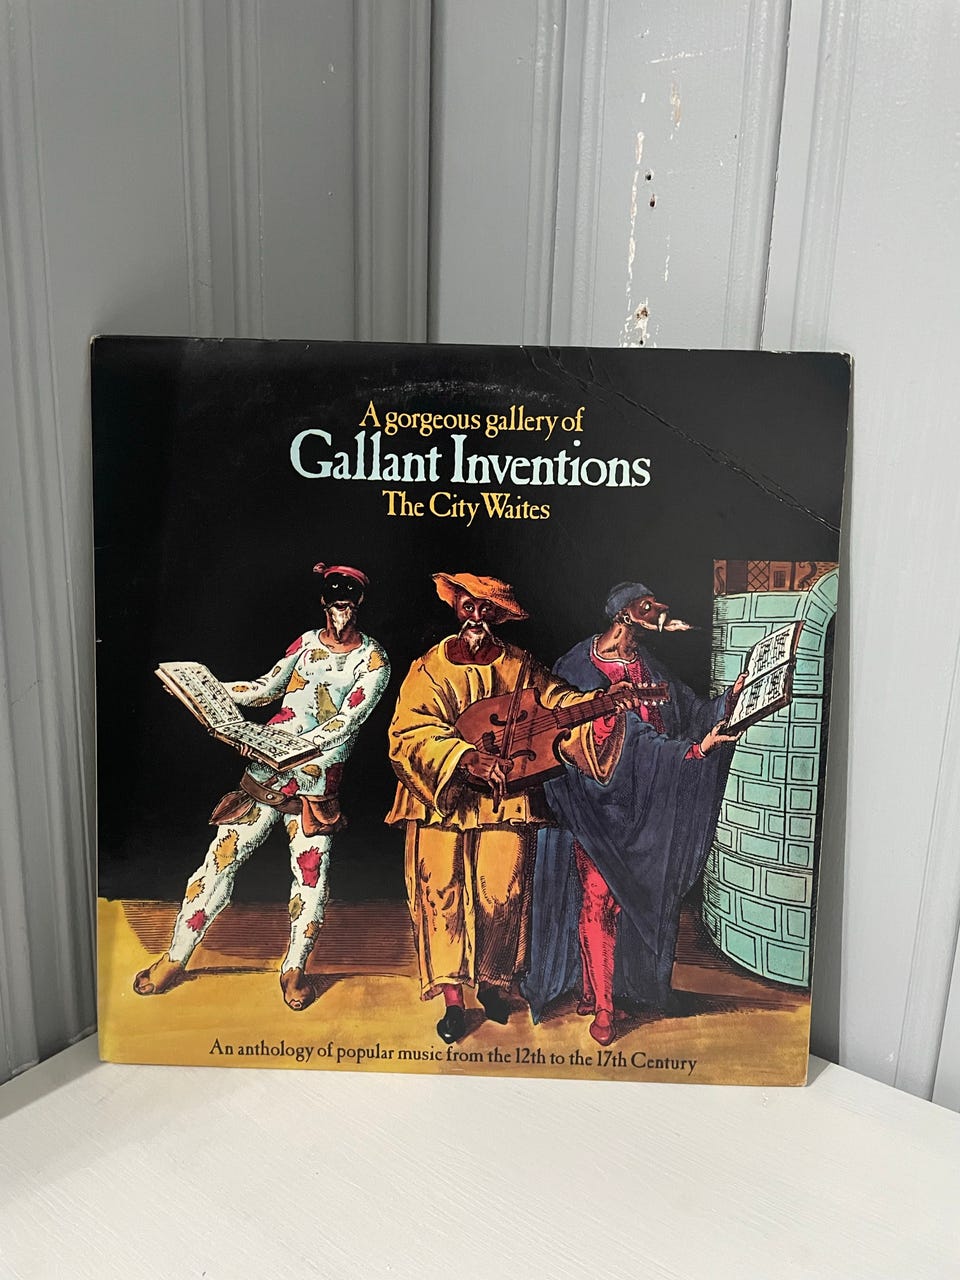 A gorgeous gallery of
Gallant Inventions
The City Waites
An anthology of popular music from the 12th to the 17th Century